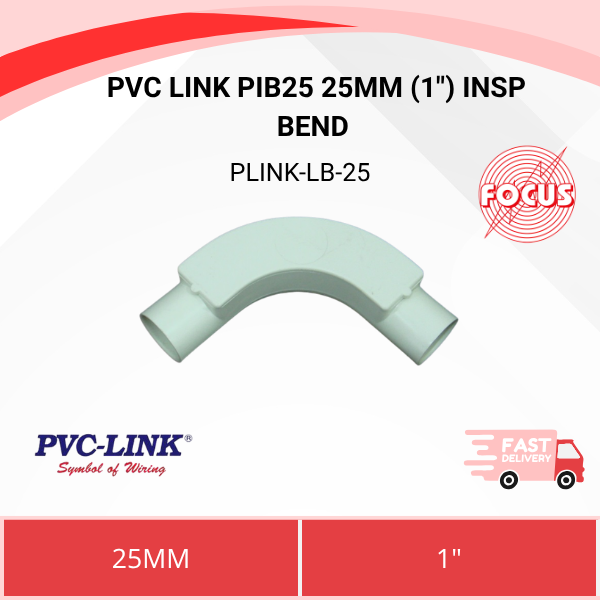 PVC LINK PIB25 25MM (1") INSP
BEND
PLINK-LB-25
FOCUS
PVC-LINK®
Symbol of Wiring
FAST
DELIVERY
25MM
1"